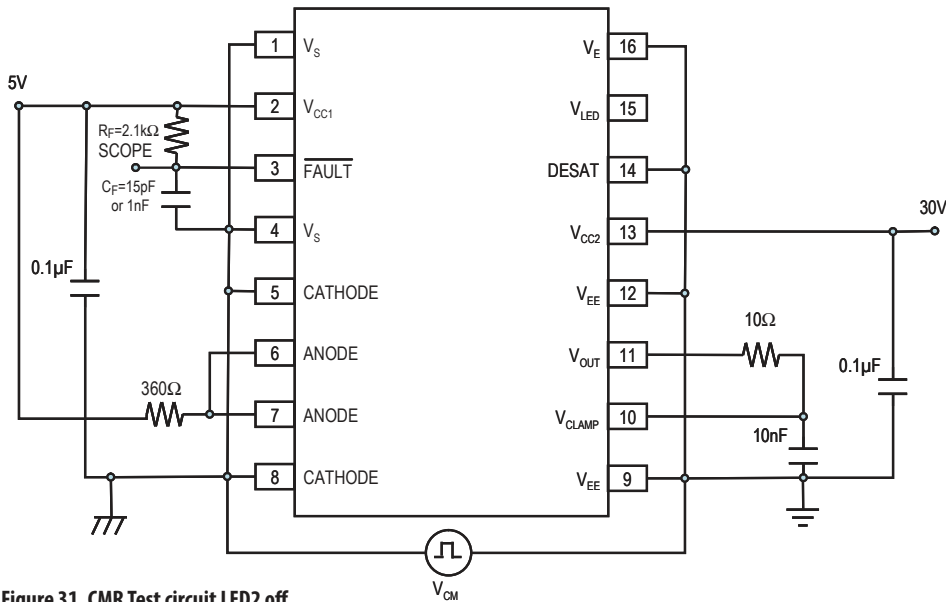 1 V_S
V_E 16
5V
2 V_CC1
V_LED 15
R_F=2.1kΩ
SCOPE
3 FAULT
DESAT 14
C_F=15pF
or 1nF
30V
4 V_S
V_CC2 13
0.1µF
5 CATHODE
V_EE 12
10Ω
6 ANODE
V_OUT 11
0.1µF
360Ω
7 ANODE
V_CLAMP 10
10nF
8 CATHODE
V_EE 9
V_CM
Figure 31. CMR Test circuit LED2 off